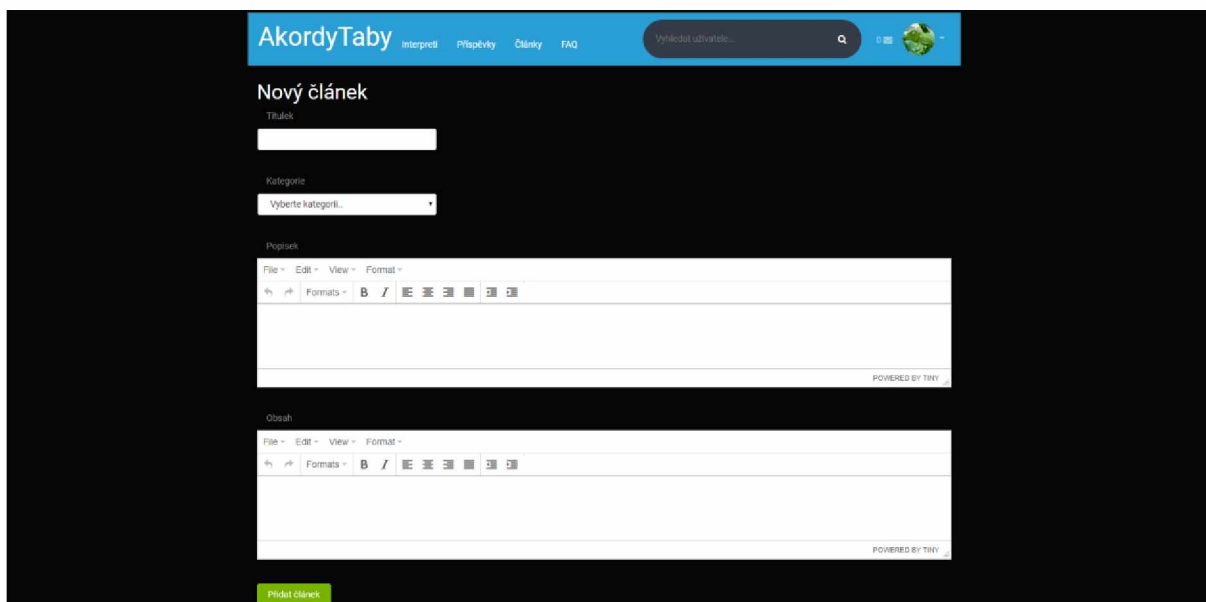 AkordyTaby Interpreti Příspěvky Články FAQ Vyhledat uživatele... 0
Nový článek
Titulek
Kategorie
Vyberte kategorii..
Popisek
File Edit View Format
Formats B I
POWERED BY TINY
Obsah
File Edit View Format
Formats B I
POWERED BY TINY
Přidat článek